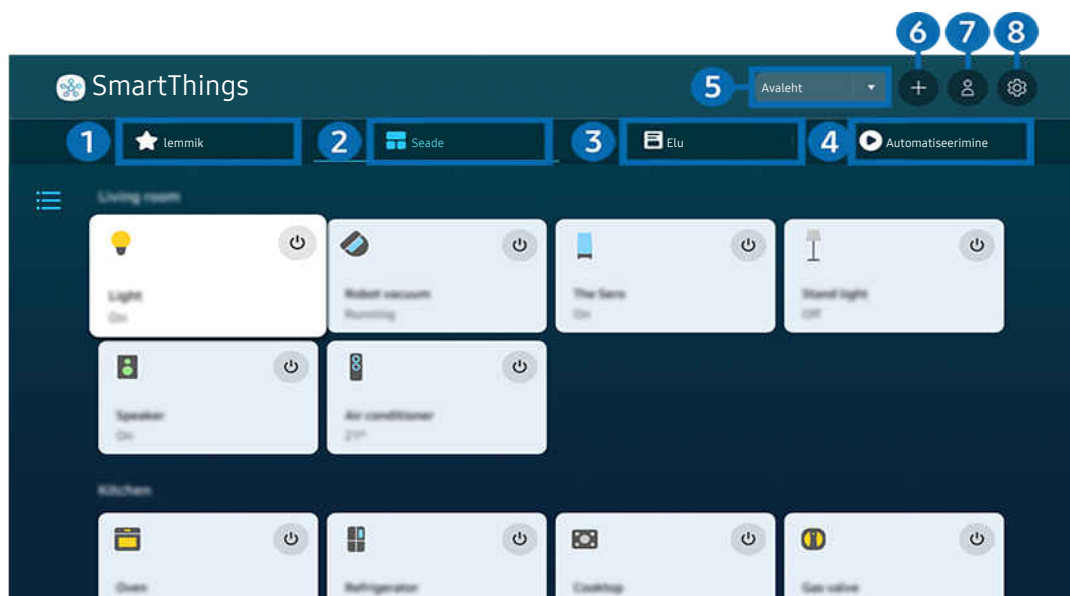 6 7 8
SmartThings
5 Avaleht
1 lemmik 2 Seade 3 Elu 4 Automatiseerimine
Living room
Light Robot vacuum The Sero Stand light
On Running On Off
Speaker Air conditioner
On
Kitchen
Oven Refrigerator Cooktop Gas valve